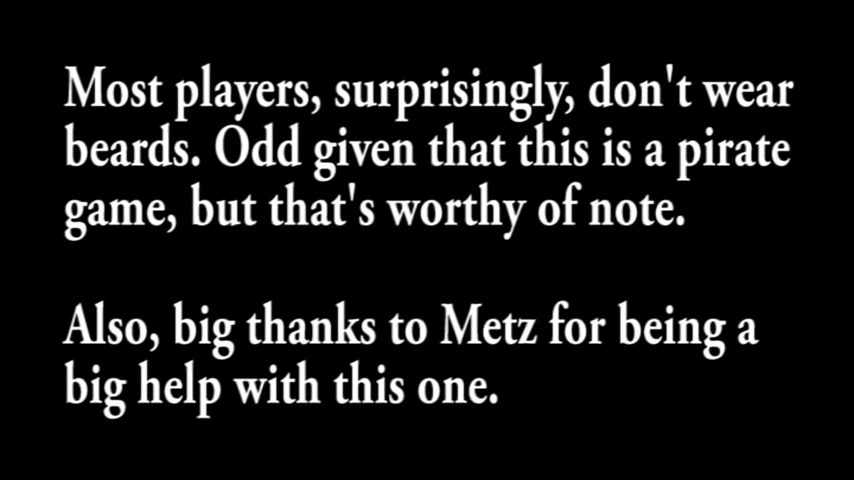 Most players, surprisingly, don't wear
beards. Odd given that this is a pirate
game, but that's worthy of note.
Also, big thanks to Metz for being a
big help with this one.